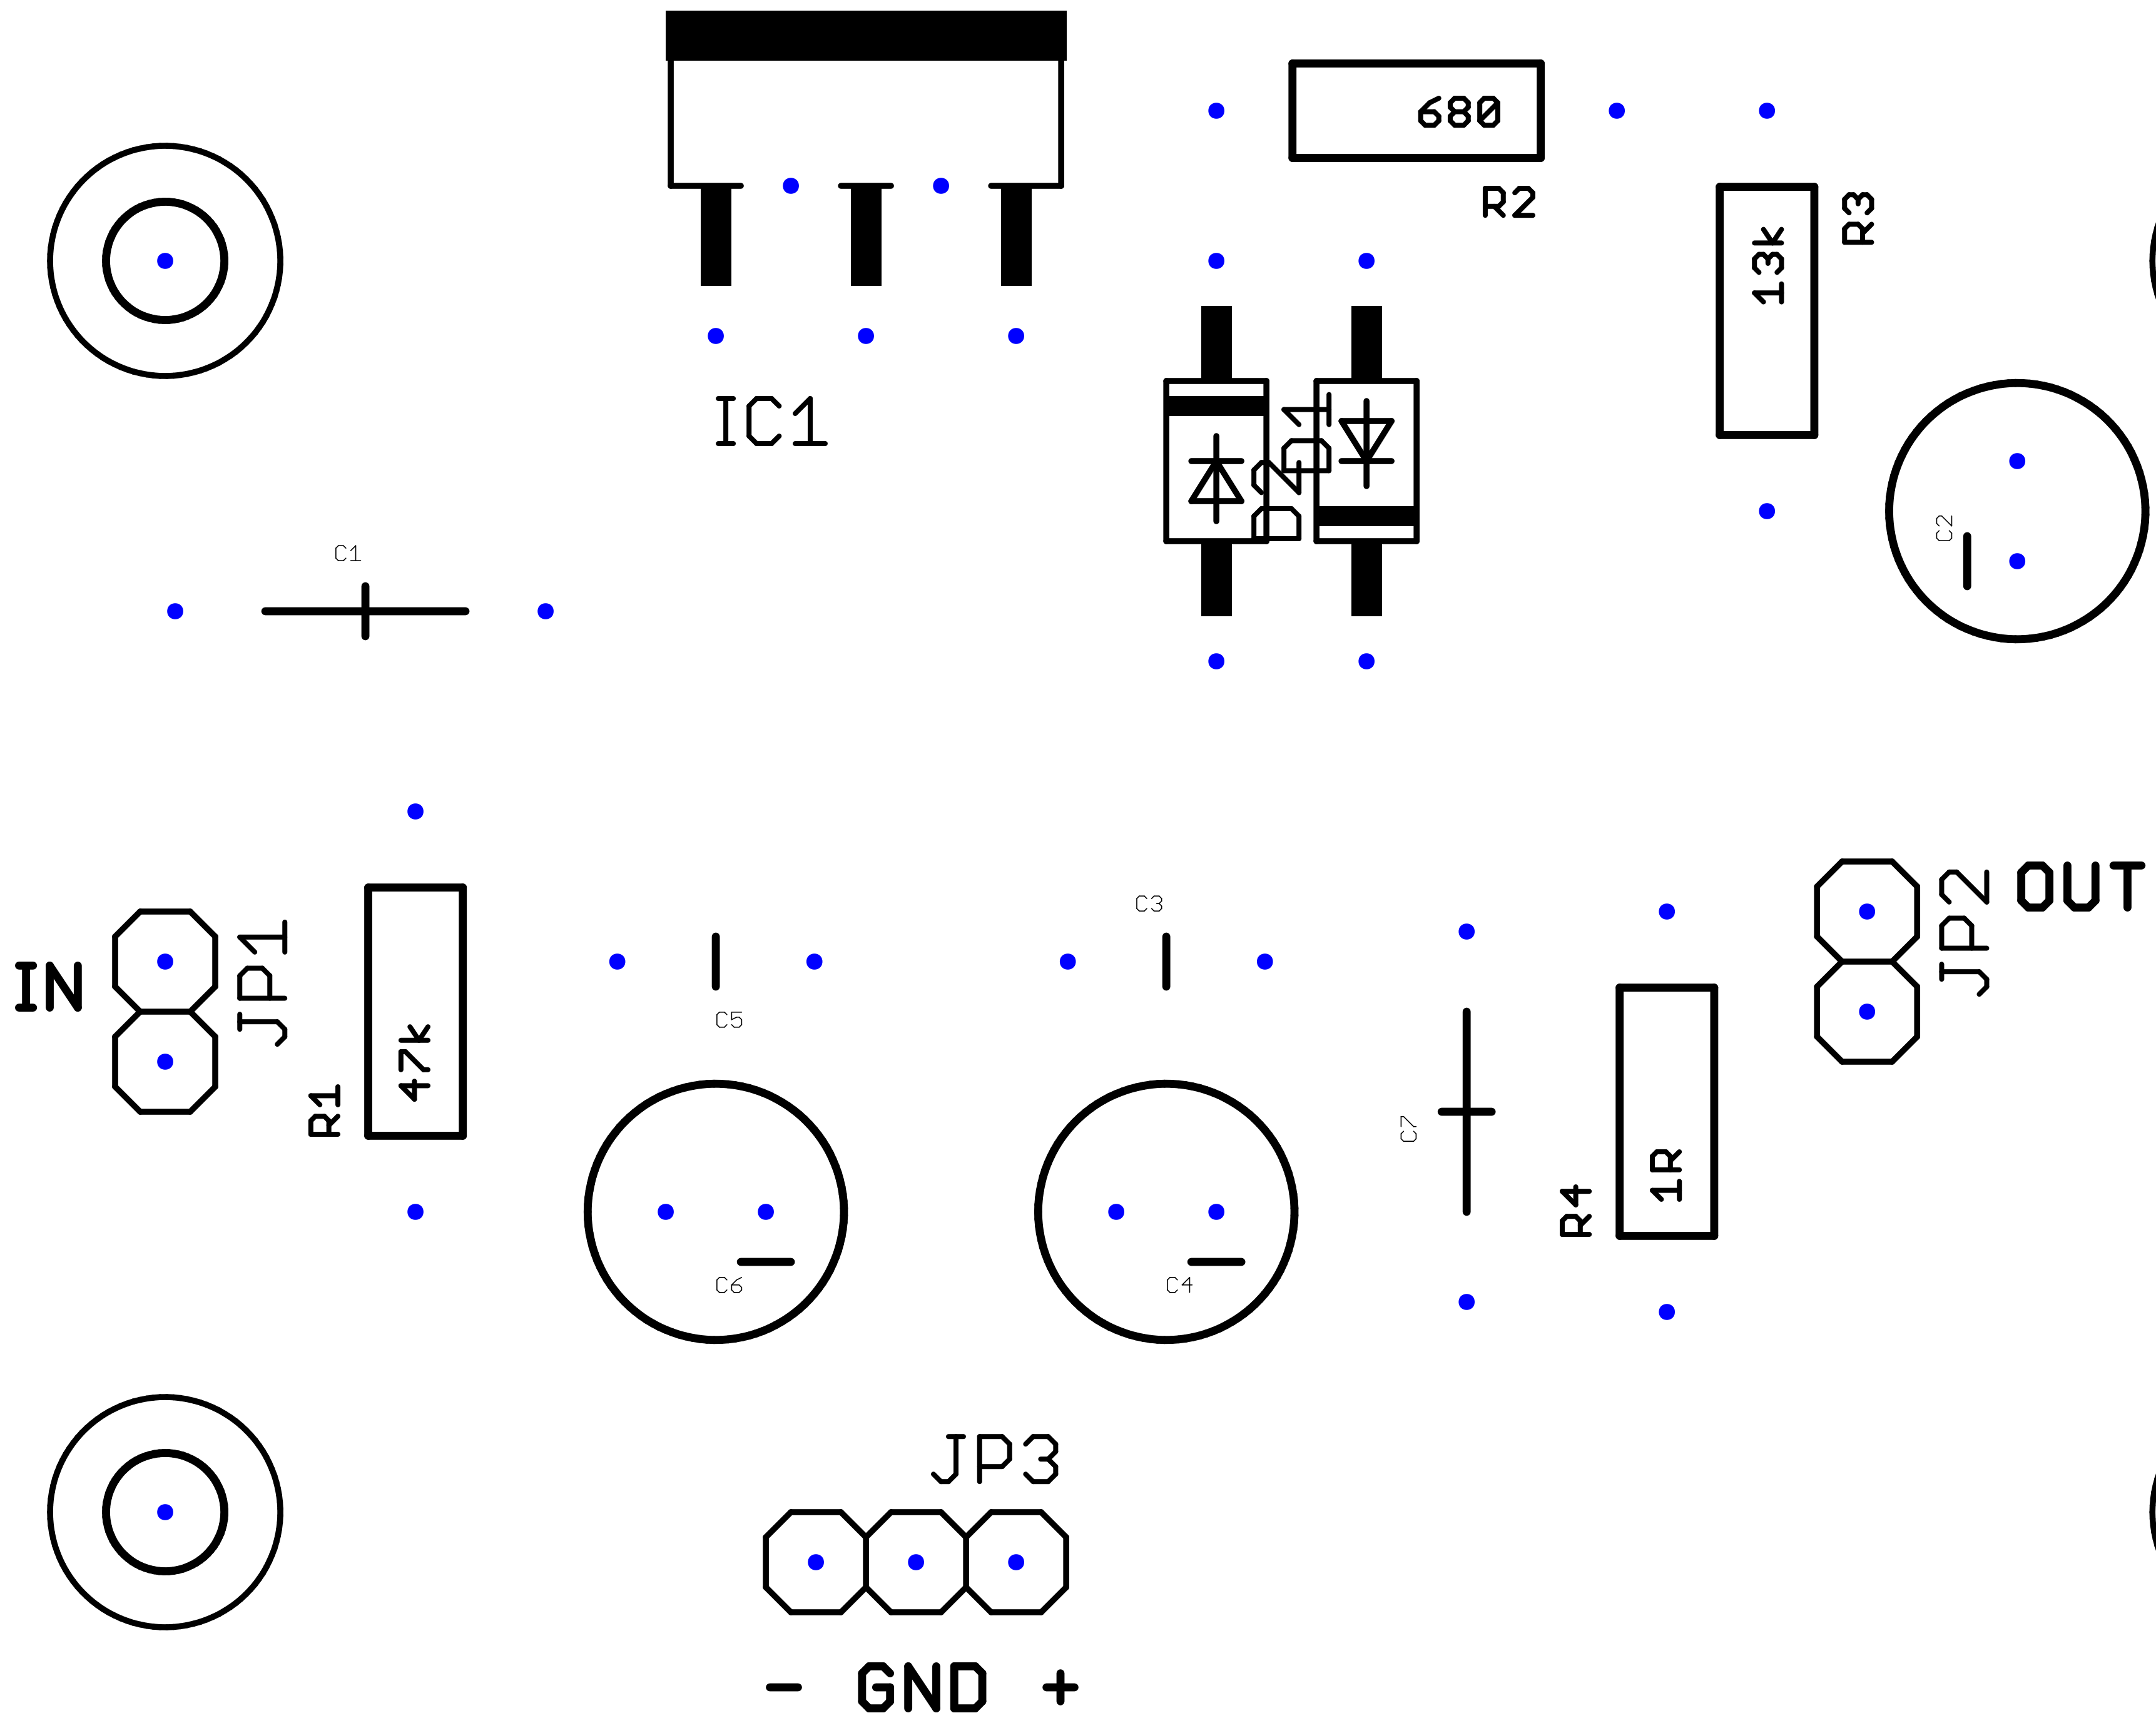 680
R2
R3
13k
IC1
D1
D2
C2
C1
OUT
JP2
C3
JP1
IN
C5
47k
R1
C7
1R
R4
C6
C4
JP3
- GND +